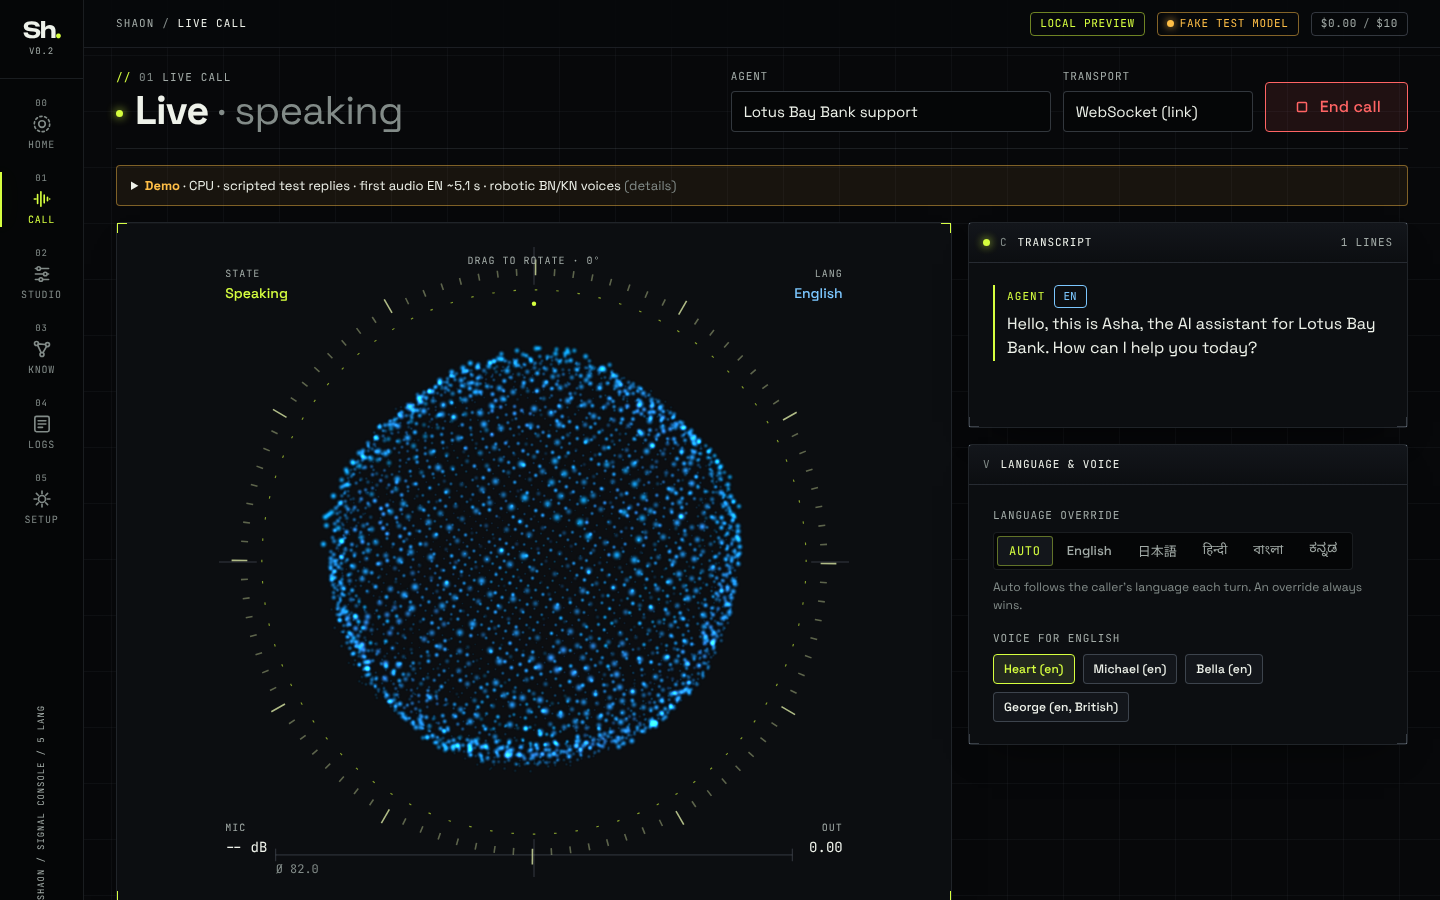 Sh.
V0.2
00
HOME
01
CALL
02
STUDIO
03
KNOW
04
LOGS
05
SETUP
SHAON / SIGNAL CONSOLE / 5 LANG
SHAON / LIVE CALL
LOCAL PREVIEW
FAKE TEST MODEL
$0.00 / $10
// 01 LIVE CALL
Live · speaking
AGENT
Lotus Bay Bank support
TRANSPORT
WebSocket (link)
End call
Demo · CPU · scripted test replies · first audio EN ~5.1 s · robotic BN/KN voices (details)
DRAG TO ROTATE · 0°
STATE
Speaking
LANG
English
MIC
-- dB
Ø 82.0
OUT
0.00
C TRANSCRIPT
1 LINES
AGENT EN
Hello, this is Asha, the AI assistant for Lotus Bay
Bank. How can I help you today?
V LANGUAGE & VOICE
LANGUAGE OVERRIDE
AUTO English 日本語 हिन्दी বাংলা ಕನ್ನಡ
Auto follows the caller's language each turn. An override always
wins.
VOICE FOR ENGLISH
Heart (en) Michael (en) Bella (en)
George (en, British)